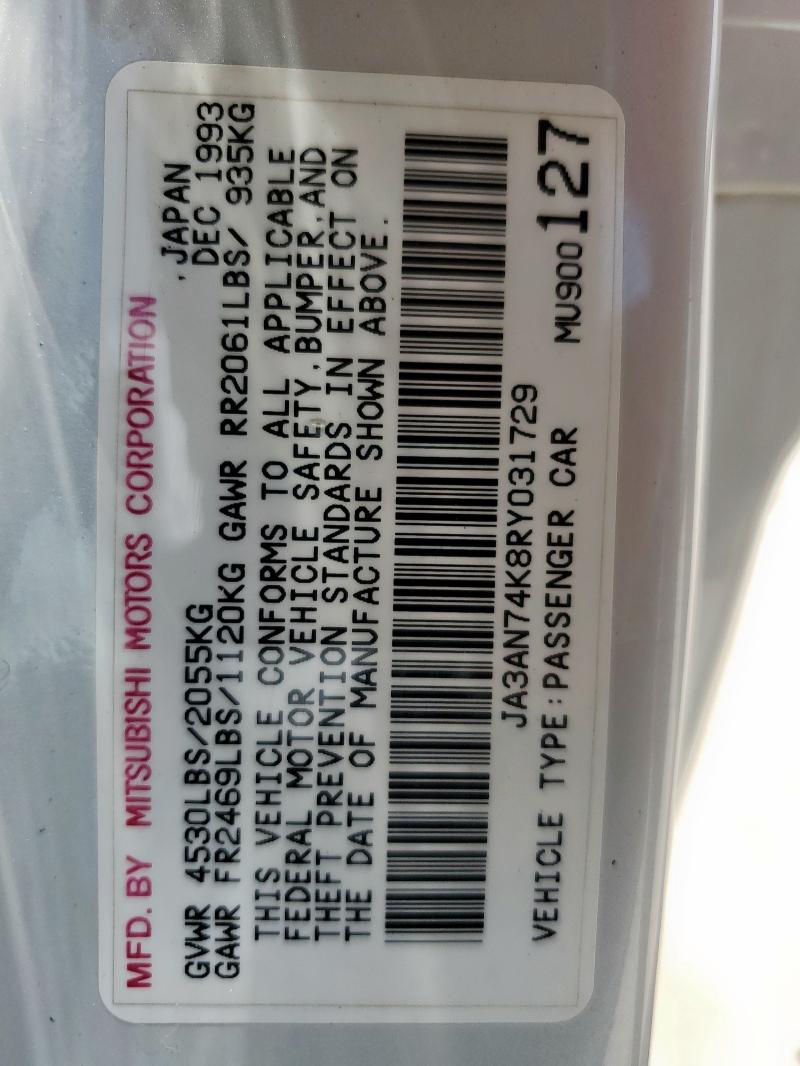 MFD. BY MITSUBISHI MOTORS CORPORATION, JAPAN
GVWR 4530LBS/2055KG DEC 1993
GAWR FR2469LBS/1120KG GAWR RR2061LBS/ 935KG
THIS VEHICLE CONFORMS TO ALL APPLICABLE
FEDERAL MOTOR VEHICLE SAFETY,BUMPER,AND
THEFT PREVENTION STANDARDS IN EFFECT ON
THE DATE OF MANUFACTURE SHOWN ABOVE.
JA3AN74K8RY031729
VEHICLE TYPE:PASSENGER CAR MU900127